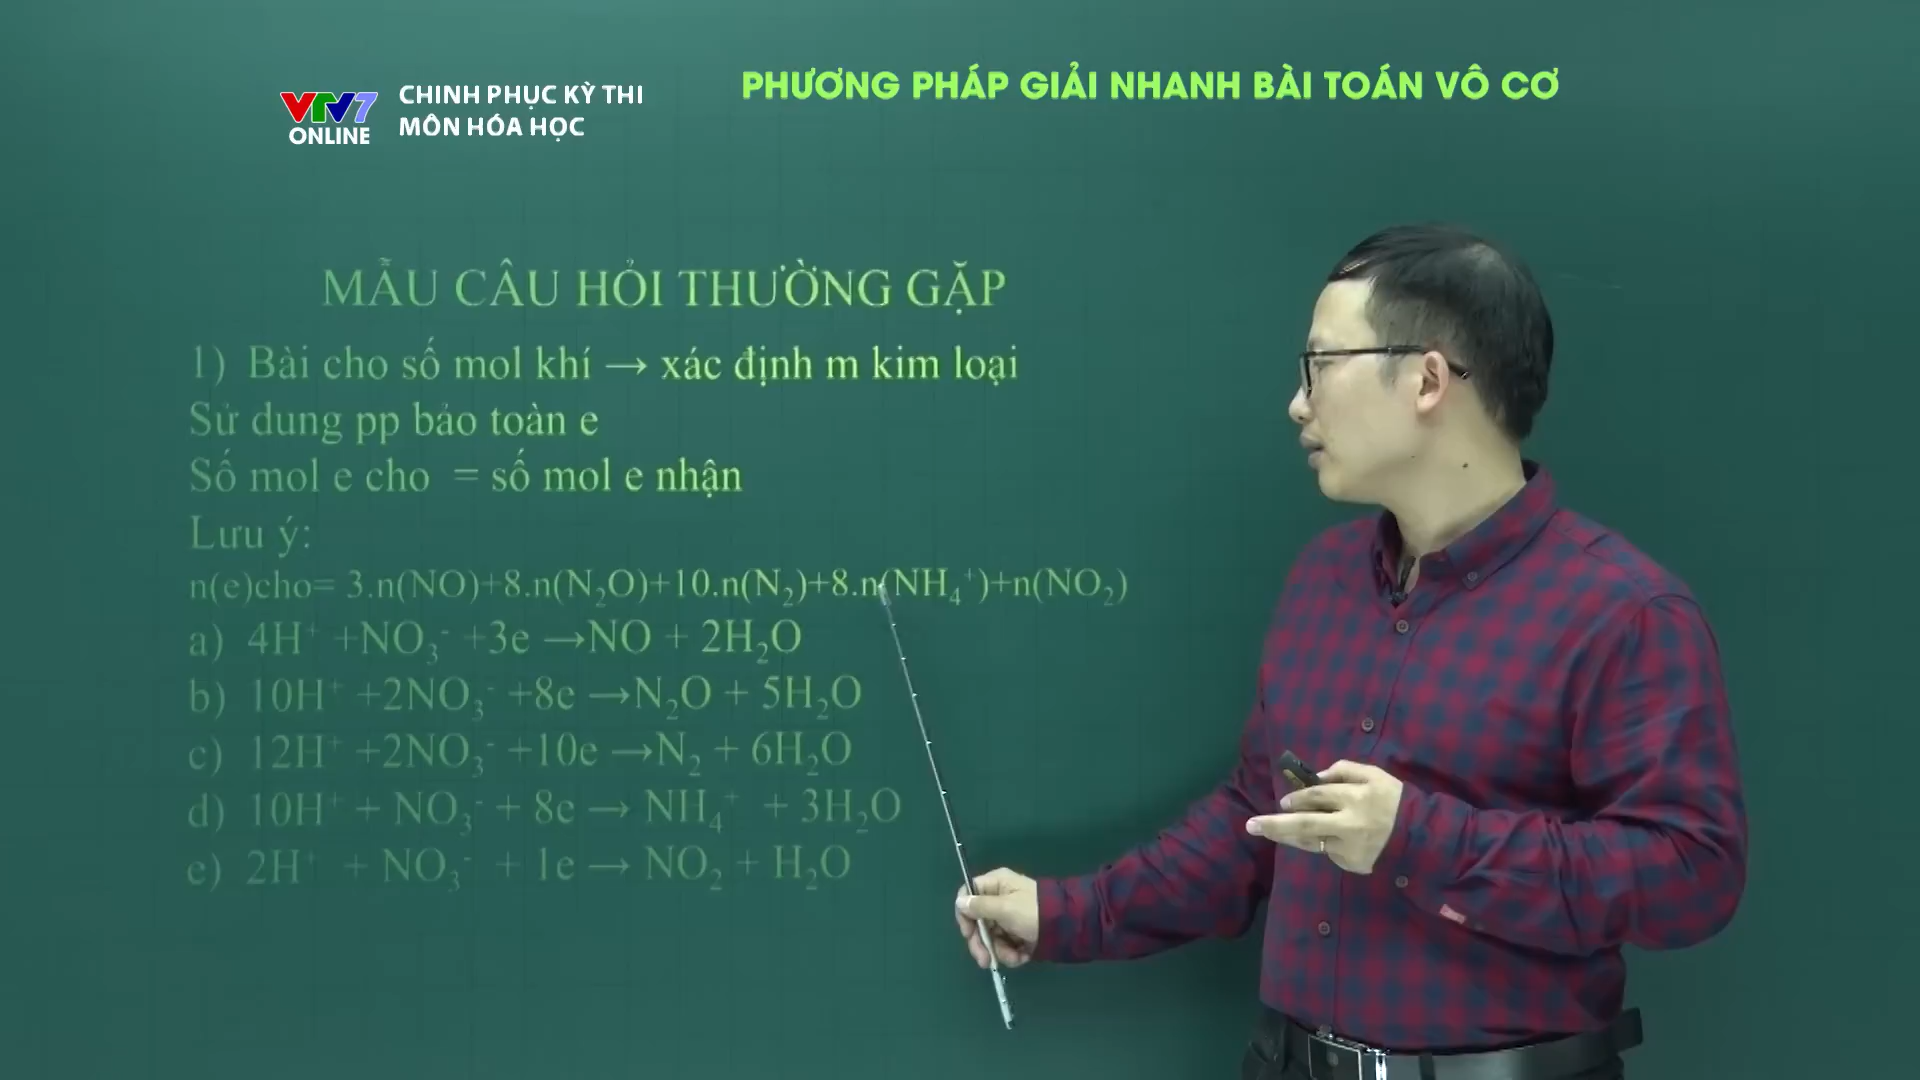 VTV7
ONLINE
CHINH PHỤC KỲ THI
MÔN HÓA HỌC
PHƯƠNG PHÁP GIẢI NHANH BÀI TOÁN VÔ CƠ
MẪU CÂU HỎI THƯỜNG GẶP
1) Bài cho số mol khí → xác định m kim loại
Sử dung pp bảo toàn e
Số mol e cho = số mol e nhận
Lưu ý:
n(e)cho= 3.n(NO)+8.n(N₂O)+10.n(N₂)+8.n(NH₄⁺)+n(NO₂)
a) 4H⁺ +NO₃⁻ +3e →NO + 2H₂O
b) 10H⁺ +2NO₃⁻ +8e →N₂O + 5H₂O
c) 12H⁺ +2NO₃⁻ +10e →N₂ + 6H₂O
d) 10H⁺ + NO₃⁻ + 8e → NH₄⁺ + 3H₂O
e) 2H⁺ + NO₃⁻ + 1e → NO₂ + H₂O